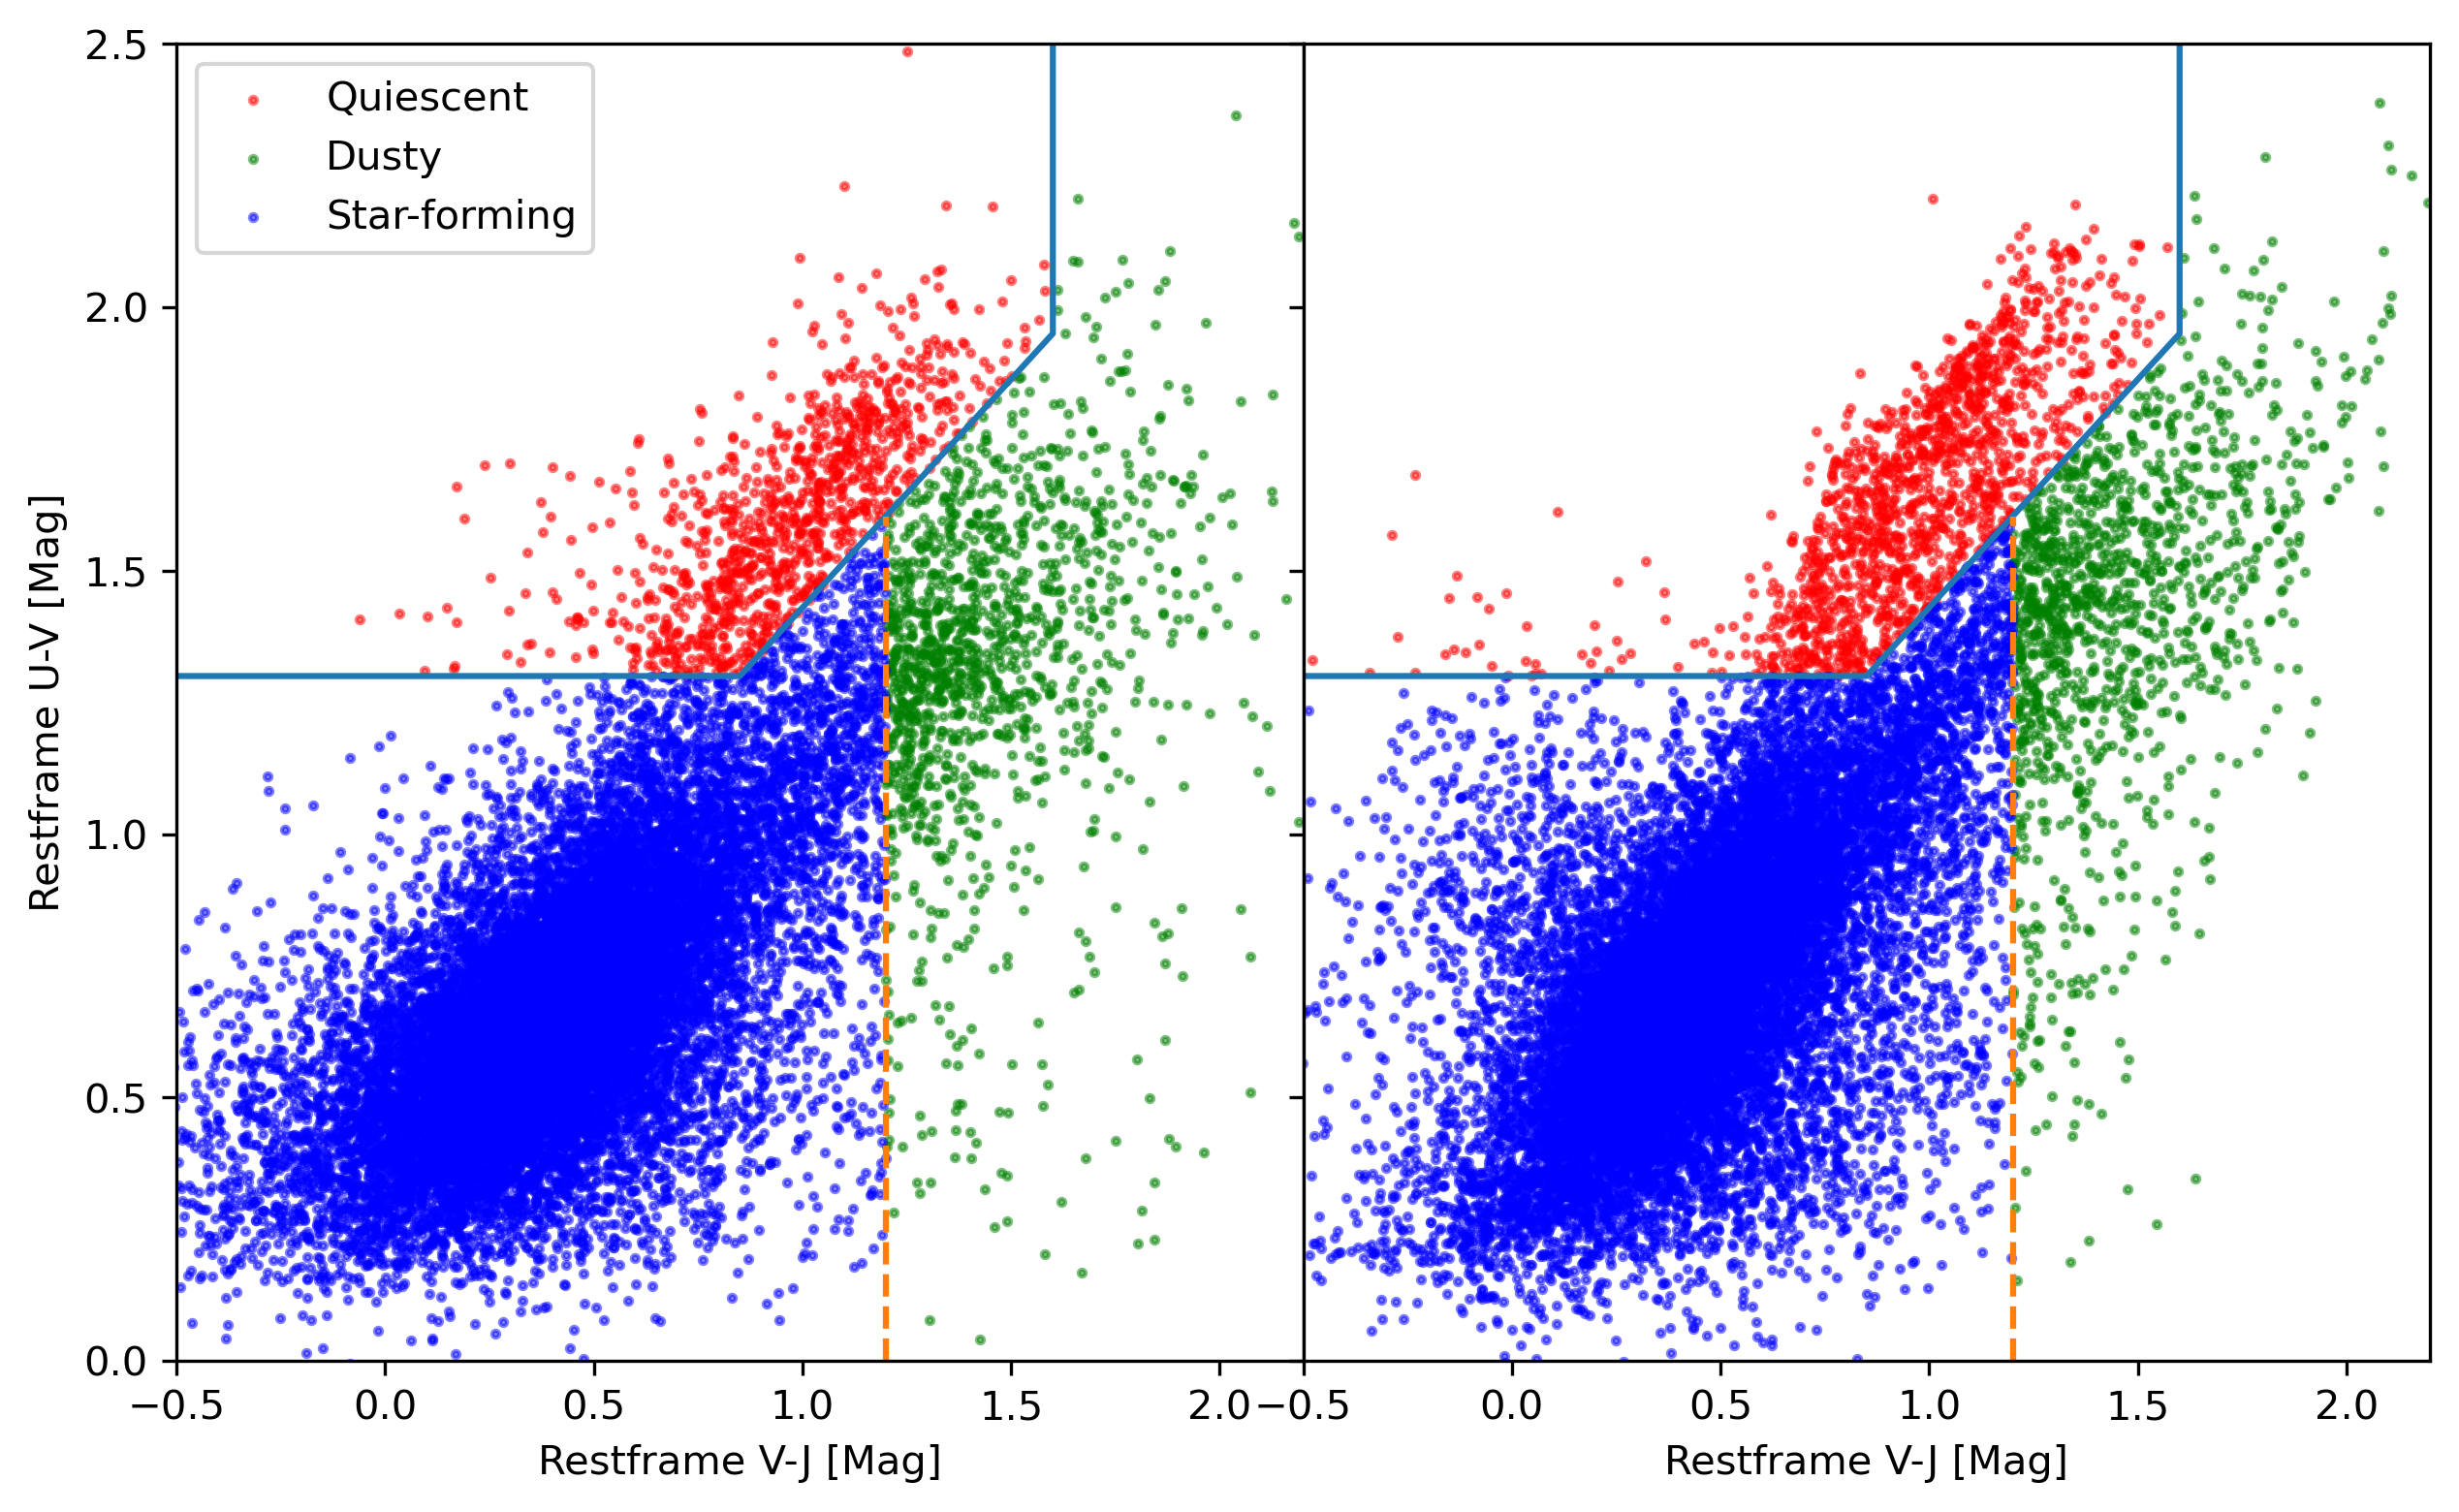 2.5
2.0
1.5
1.0
0.5
0.0
Restframe U-V [Mag]
Quiescent
Dusty
Star-forming
−0.5 0.0 0.5 1.0 1.5 2.0 −0.5 0.0 0.5 1.0 1.5 2.0
Restframe V-J [Mag] Restframe V-J [Mag]